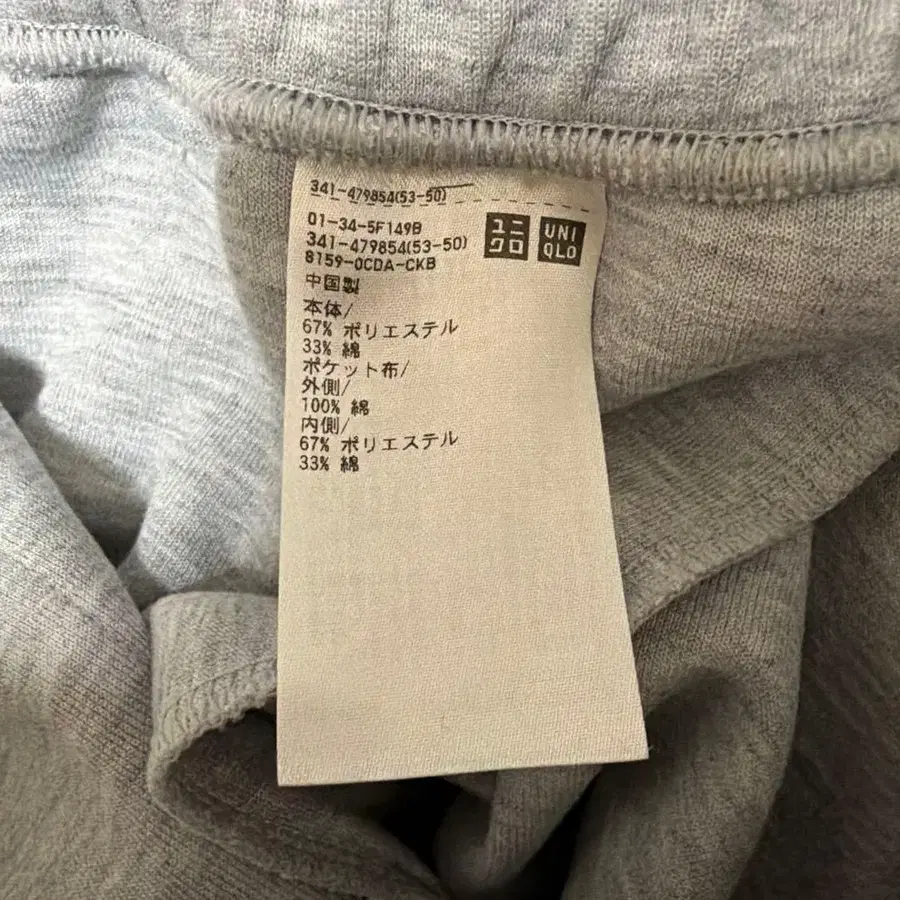 341-479854(53-50)
01-34-5F149B
341-479854(53-50)
8159-0CDA-CKB
ユニ
クロ
UNI
QLO
中国製
本体/
67% ポリエステル
33% 綿
ポケット布/
外側/
100% 綿
内側/
67% ポリエステル
33% 綿